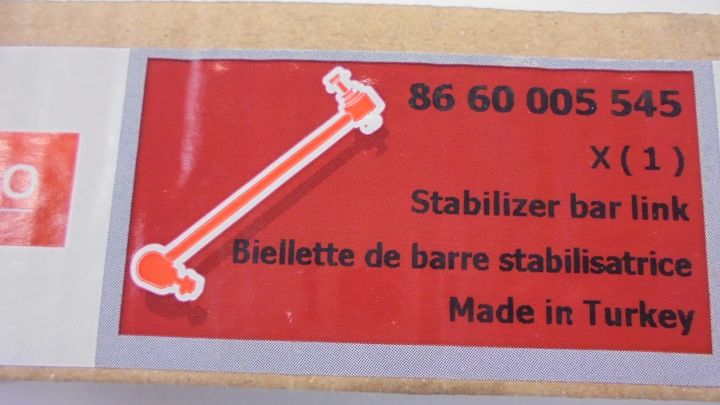 86 60 005 545
X ( 1 )
Stabilizer bar link
Biellette de barre stabilisatrice
Made in Turkey